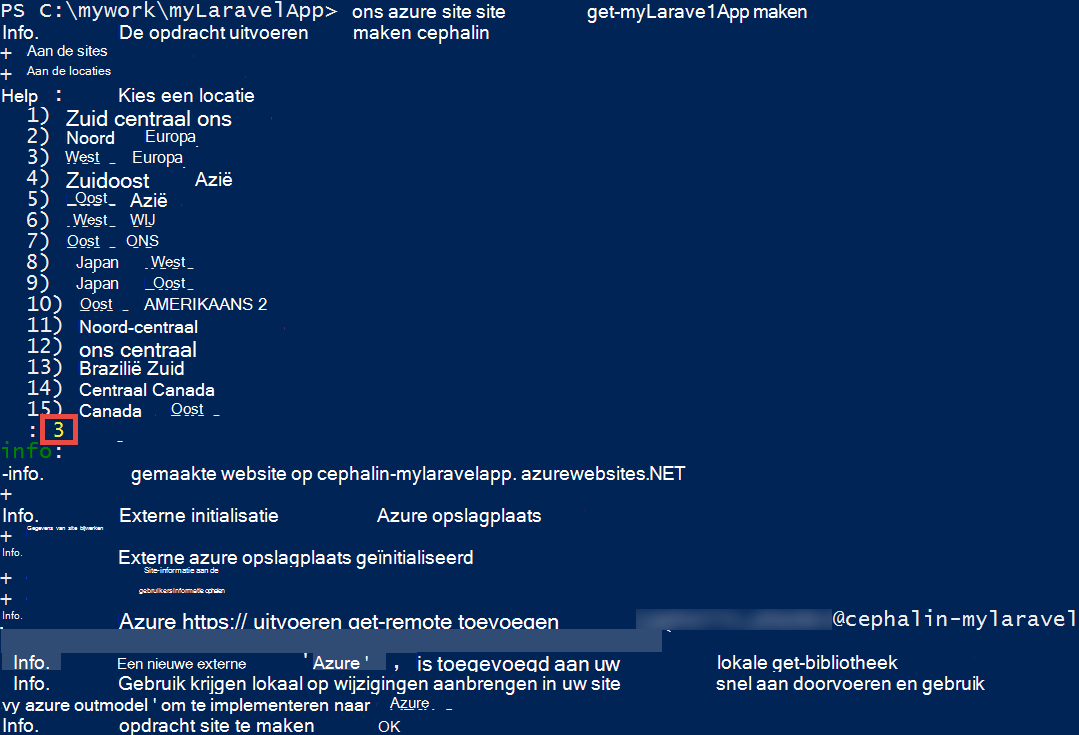 PS C:\mywork\myLaravelApp> ons azure site site get-myLarave1App maken
Info. De opdracht uitvoeren maken cephalin
+ Aan de sites
+ Aan de locaties
Help : Kies een locatie
1) Zuid centraal ons
2) Noord Europa
3) West _ Europa
4) Zuidoost Azië
5) _Oost_ Azië
6) West_ WIJ
7) Oost _ ONS
8) Japan West_
9) Japan _Oost_
10) Oost _ AMERIKAANS 2
11) Noord-centraal
12) ons centraal
13) Brazilië Zuid
14) Centraal Canada
15) Canada Oost _
: 3 _
info:
-info. gemaakte website op cephalin-mylaravelapp. azurewebsites.NET
+
Info. Externe initialisatie Azure opslagplaats
+ Gegevens van site bijwerken
Info. Externe azure opslagplaats geïnitialiseerd
+ Site-informatie aan de
+ gebruikersinformatie ophalen
Info. Azure https:// uitvoeren get-remote toevoegen @cephalin-mylaravel
Info. Een nieuwe externe ' Azure ' , is toegevoegd aan uw lokale get-bibliotheek
Info. Gebruik krijgen lokaal op wijzigingen aanbrengen in uw site snel aan doorvoeren en gebruik
vy azure outmodel ' om te implementeren naar Azure _ _
Info. opdracht site te maken OK